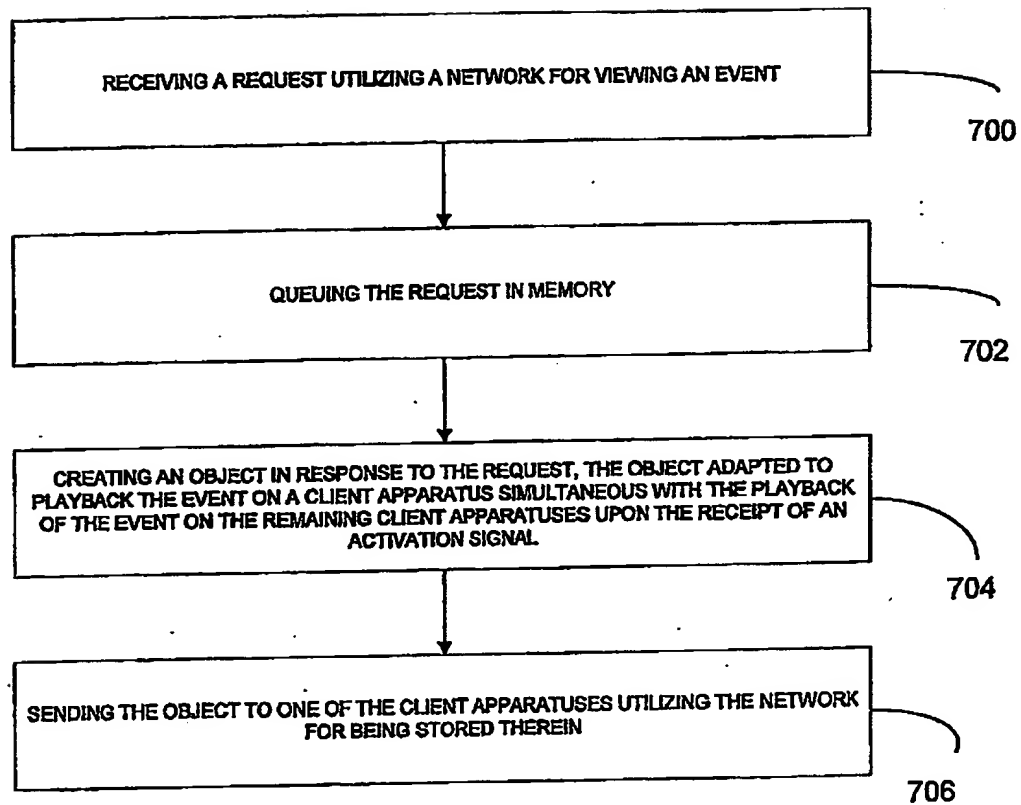 RECEIVING A REQUEST UTILIZING A NETWORK FOR VIEWING AN EVENT
700
QUEUING THE REQUEST IN MEMORY
702
CREATING AN OBJECT IN RESPONSE TO THE REQUEST, THE OBJECT ADAPTED TO
PLAYBACK THE EVENT ON A CLIENT APPARATUS SIMULTANEOUS WITH THE PLAYBACK
OF THE EVENT ON THE REMAINING CLIENT APPARATUSES UPON THE RECEIPT OF AN
ACTIVATION SIGNAL
704
SENDING THE OBJECT TO ONE OF THE CLIENT APPARATUSES UTILIZING THE NETWORK
FOR BEING STORED THEREIN
706